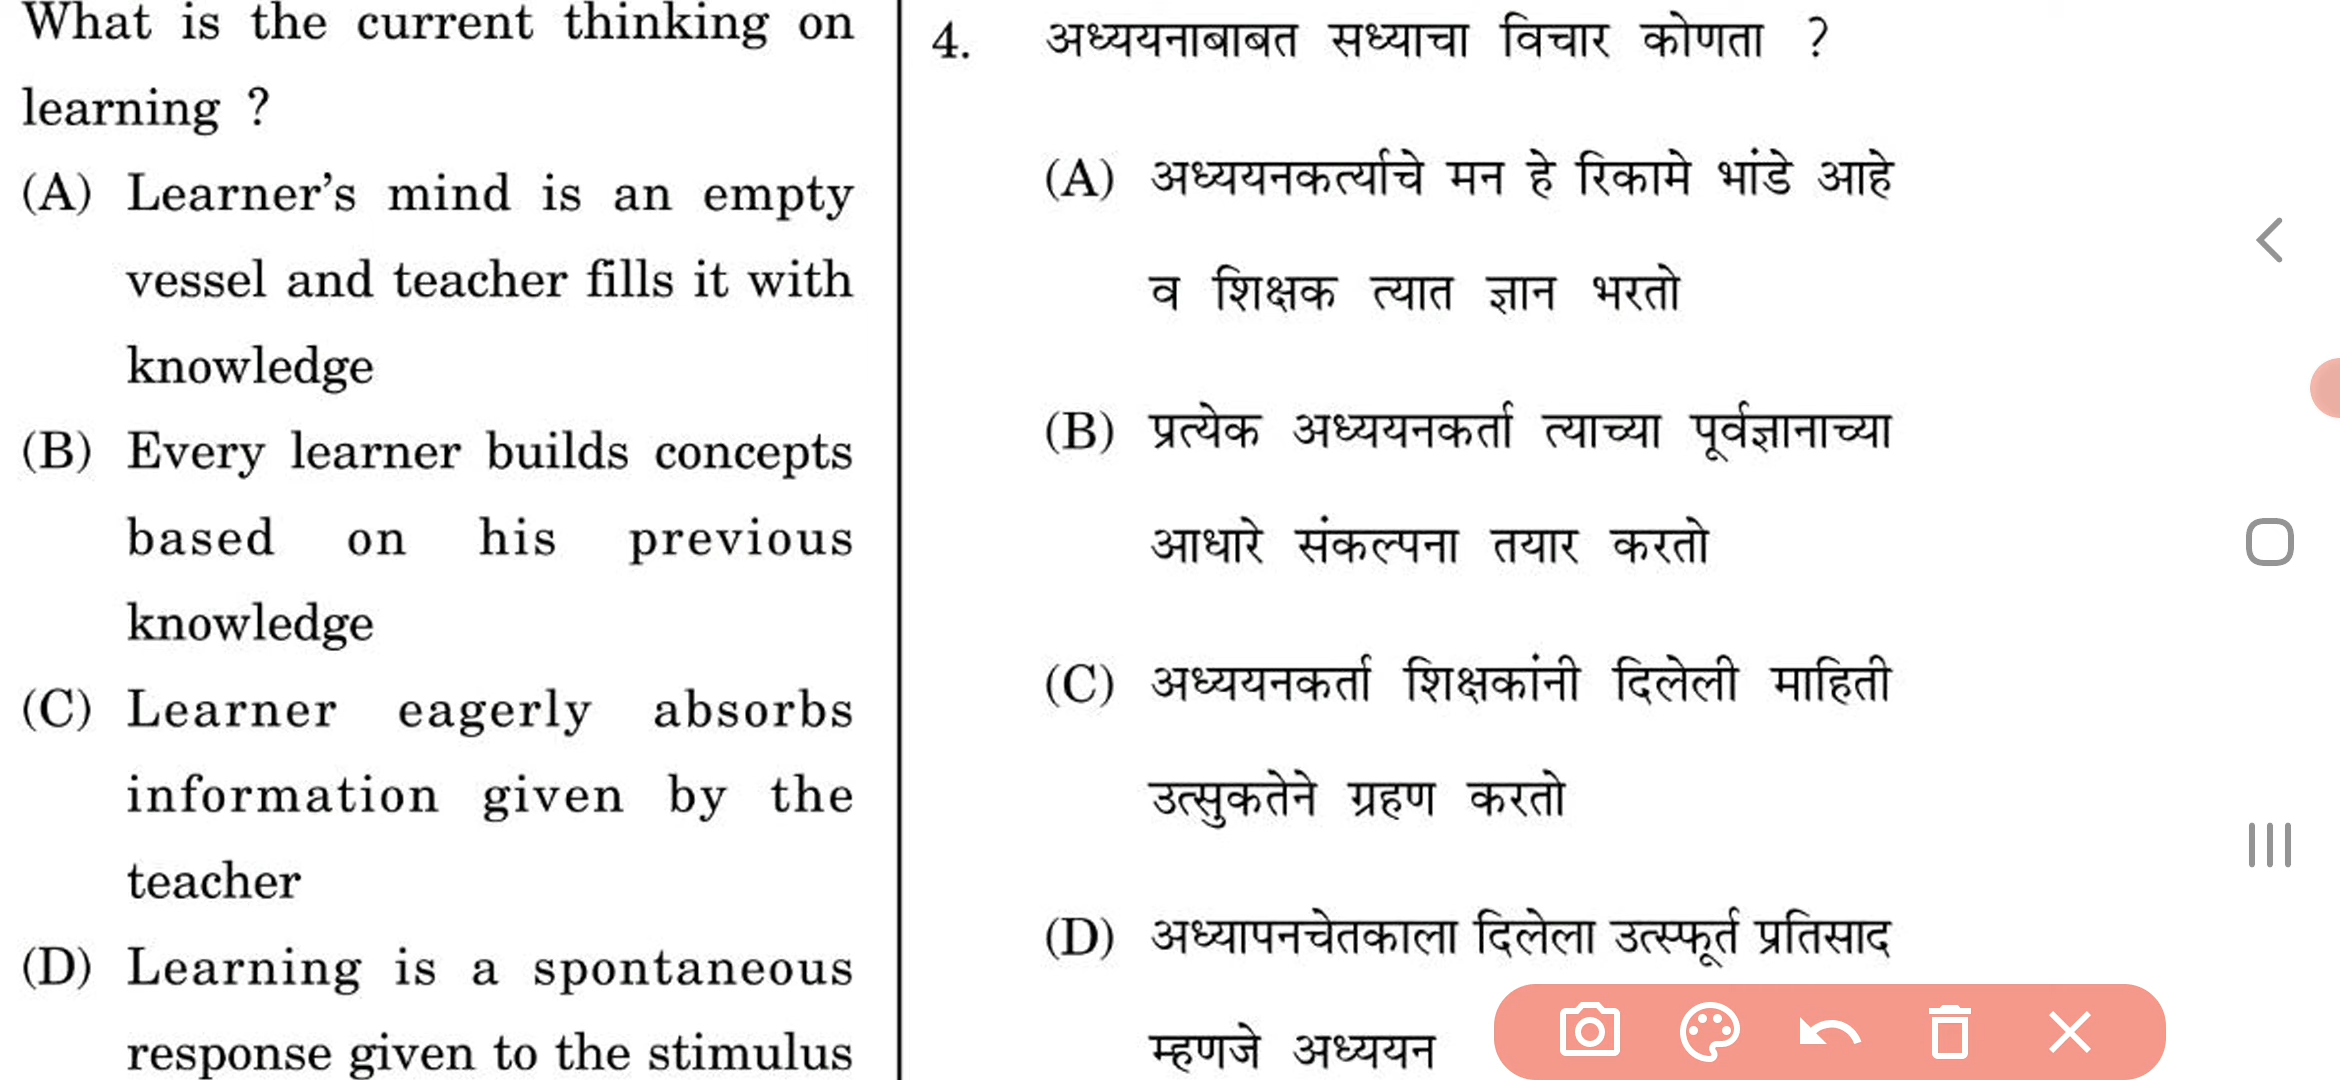 What is the current thinking on
learning ?
(A) Learner’s mind is an empty
vessel and teacher fills it with
knowledge
(B) Every learner builds concepts
based on his previous
knowledge
(C) Learner eagerly absorbs
information given by the
teacher
(D) Learning is a spontaneous
response given to the stimulus
4. अध्ययनाबाबत सध्याचा विचार कोणता ?
(A) अध्ययनकर्त्याचे मन हे रिकामे भांडे आहे
व शिक्षक त्यात ज्ञान भरतो
(B) प्रत्येक अध्ययनकर्ता त्याच्या पूर्वज्ञानाच्या
आधारे संकल्पना तयार करतो
(C) अध्ययनकर्ता शिक्षकांनी दिलेली माहिती
उत्सुकतेने ग्रहण करतो
(D) अध्यापनचेतकाला दिलेला उत्स्फूर्त प्रतिसाद
म्हणजे अध्ययन